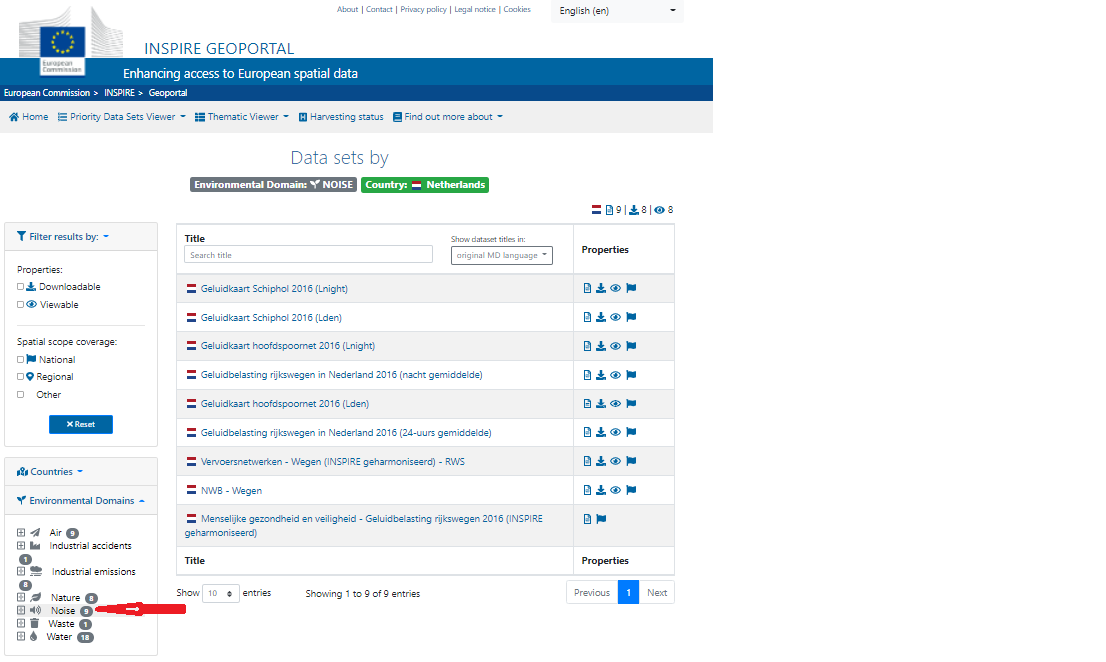 About | Contact | Privacy policy | Legal notice | Cookies
English (en)
European Commission
INSPIRE GEOPORTAL
Enhancing access to European spatial data
European Commission > INSPIRE > Geoportal
Home Priority Data Sets Viewer Thematic Viewer Harvesting status Find out more about
Data sets by
Environmental Domain: NOISE Country: Netherlands
9 | 8 | 8
Filter results by:
Properties:
Downloadable
Viewable
Spatial scope coverage:
National
Regional
Other
Reset
Countries
Environmental Domains
Air 9
Industrial accidents
1
Industrial emissions
8
Nature 8
Noise 9
Waste 1
Water 18
Title
Search title
Show dataset titles in:
original MD language
Properties
Geluidkaart Schiphol 2016 (Lnight)
Geluidkaart Schiphol 2016 (Lden)
Geluidkaart hoofdspoornet 2016 (Lnight)
Geluidbelasting rijkswegen in Nederland 2016 (nacht gemiddelde)
Geluidkaart hoofdspoornet 2016 (Lden)
Geluidbelasting rijkswegen in Nederland 2016 (24-uurs gemiddelde)
Vervoersnetwerken - Wegen (INSPIRE geharmoniseerd) - RWS
NWB - Wegen
Menselijke gezondheid en veiligheid - Geluidbelasting rijkswegen 2016 (INSPIRE
geharmoniseerd)
Title Properties
Show 10 entries Showing 1 to 9 of 9 entries Previous 1 Next